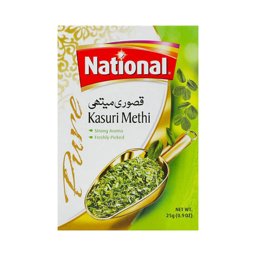 National
قصوری میتھی
Kasuri Methi
Strong Aroma
Freshly Picked
Pure
NET WT.
25g (0.9 OZ)